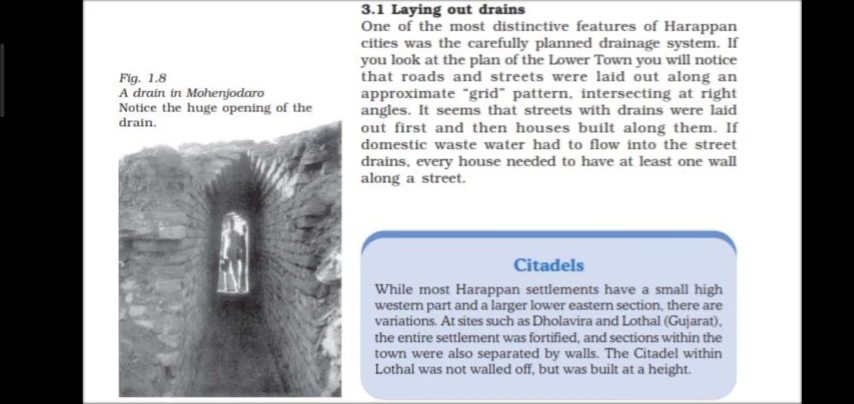 3.1 Laying out drains
One of the most distinctive features of Harappan
cities was the carefully planned drainage system. If
you look at the plan of the Lower Town you will notice
that roads and streets were laid out along an
approximate “grid” pattern, intersecting at right
angles. It seems that streets with drains were laid
out first and then houses built along them. If
domestic waste water had to flow into the street
drains, every house needed to have at least one wall
along a street.
Fig. 1.8
A drain in Mohenjodaro
Notice the huge opening of the
drain.
Citadels
While most Harappan settlements have a small high
western part and a larger lower eastern section, there are
variations. At sites such as Dholavira and Lothal (Gujarat),
the entire settlement was fortified, and sections within the
town were also separated by walls. The Citadel within
Lothal was not walled off, but was built at a height.